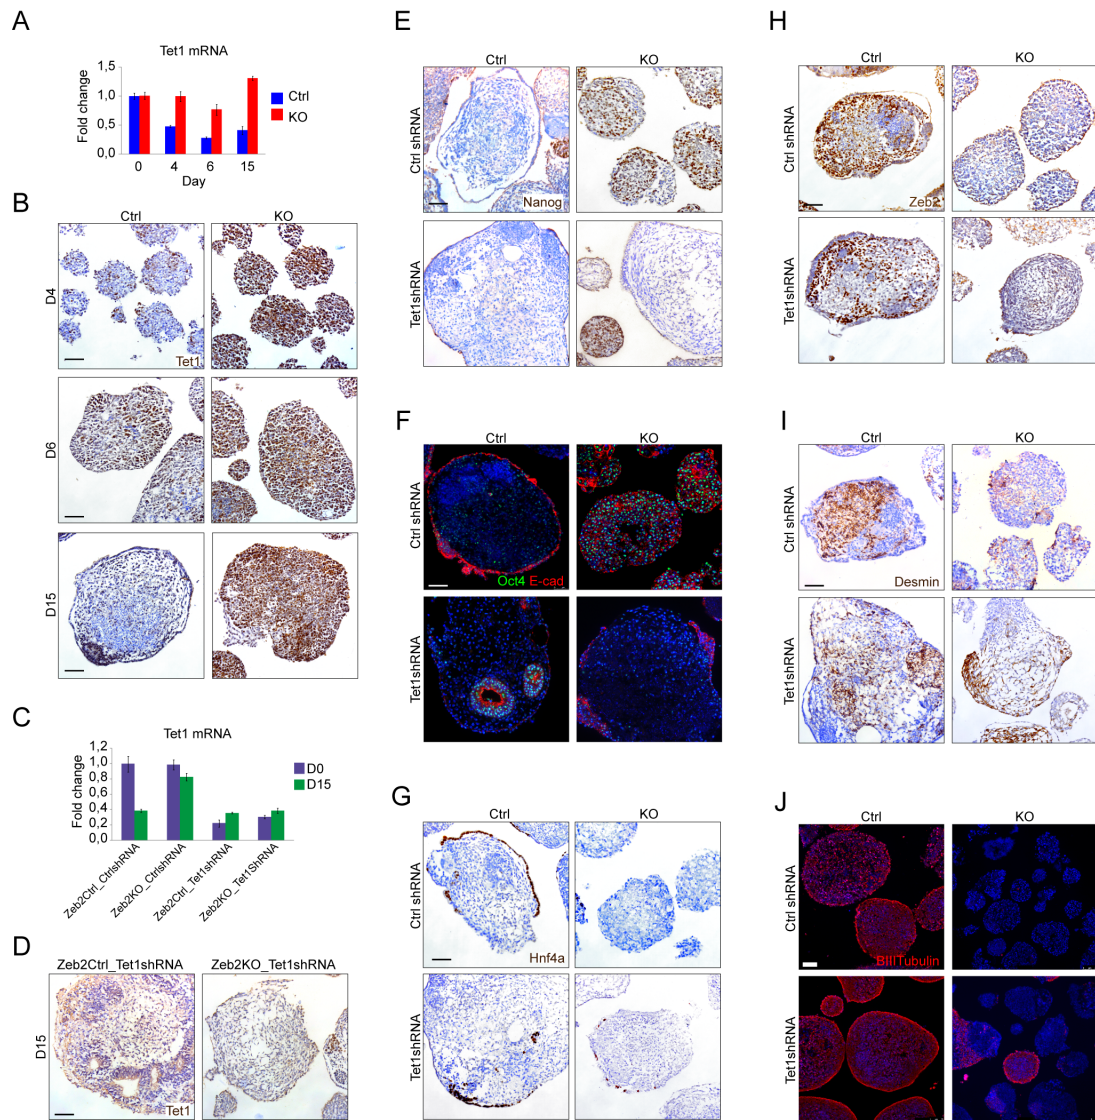 A
Tet1 mRNA
Fold change
1,5
1,0
0,5
0,0
0 4 6 15
Day
Ctrl
KO
B
Ctrl KO
D4
Tet1
D6
D15
C
Tet1 mRNA
Fold change
1,2
1,0
0,8
0,6
0,4
0,2
0
D0
D15
Zeb2Ctrl_CtrlshRNA
Zeb2KO_CtrlshRNA
Zeb2Ctrl_Tet1shRNA
Zeb2KO_Tet1ShRNA
D
Zeb2Ctrl_Tet1shRNA Zeb2KO_Tet1shRNA
D15
Tet1
E
Ctrl KO
Ctrl shRNA
Nanog
Tet1shRNA
F
Ctrl KO
Ctrl shRNA
Oct4 E-cad
Tet1shRNA
G
Ctrl KO
Ctrl shRNA
Hnf4a
Tet1shRNA
H
Ctrl KO
Ctrl shRNA
Zeb2
Tet1shRNA
I
Ctrl KO
Ctrl shRNA
Desmin
Tet1shRNA
J
Ctrl KO
Ctrl shRNA
BIIITubulin
Tet1shRNA